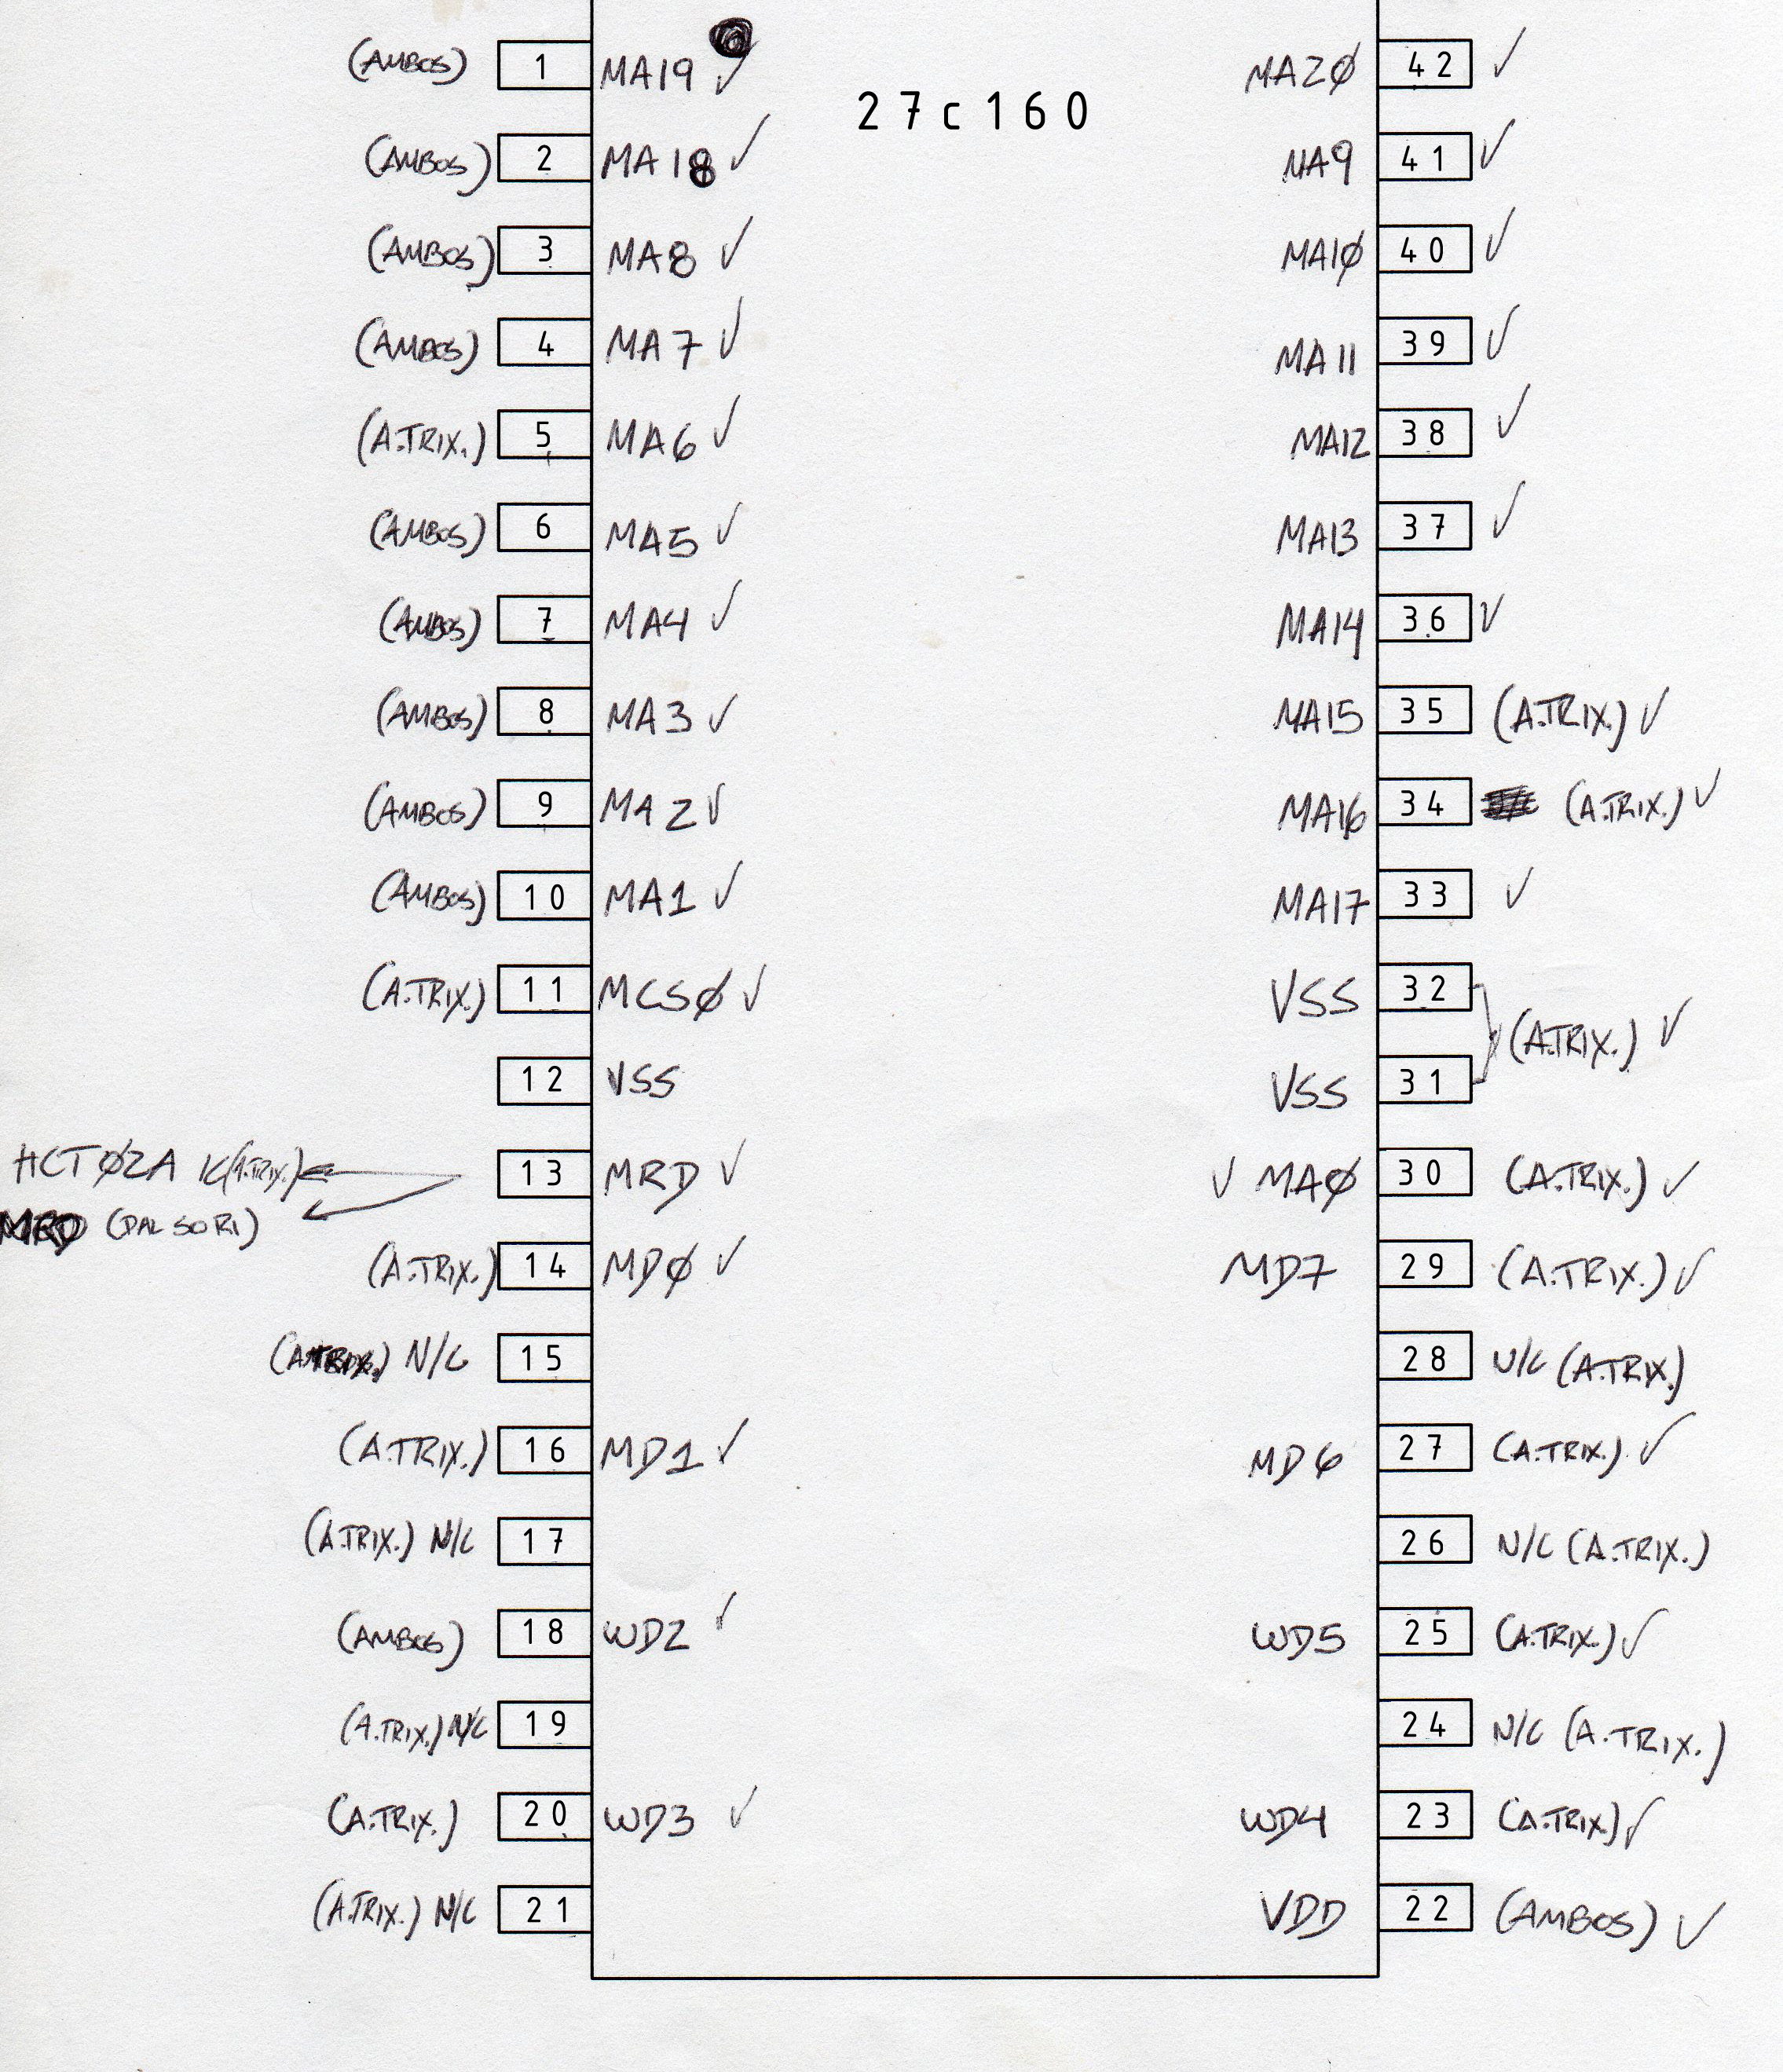 (AMBOS) 1 MA19 ✓ MA2Ø 42 ✓
27c160
(AMBOS) 2 MA18 ✓ MA9 41 ✓
(AMBOS) 3 MA8 ✓ MA1Ø 40 ✓
(AMBOS) 4 MA7 ✓ MA11 39 ✓
(A.TRIX.) 5 MA6 ✓ MA12 38 ✓
(AMBOS) 6 MA5 ✓ MA13 37 ✓
(AMBOS) 7 MA4 ✓ MA14 36 ✓
(AMBOS) 8 MA3 ✓ MA15 35 (A.TRIX.) ✓
(AMBOS) 9 MA2 ✓ MA16 34 (A.TRIX.) ✓
(AMBOS) 10 MA1 ✓ MA17 33 ✓
(A.TRIX.) 11 MCSØ ✓ VSS 32
(A.TRIX.) ✓
12 VSS VSS 31
HCTØ2A (A.TRIX.) 13 MRD ✓ ✓ MAØ 30 (A.TRIX.) ✓
MRD (PAL SORI)
(A.TRIX.) 14 MDØ ✓ MD7 29 (A.TRIX.) ✓
(A.TRIX.) N/C 15 28 N/C (A.TRIX)
(A.TRIX.) 16 MD1 ✓ MD6 27 (A.TRIX.) ✓
(A.TRIX.) N/C 17 26 N/C (A.TRIX.)
(AMBOS) 18 WD2 ✓ WD5 25 (A.TRIX.) ✓
(A.TRIX.) N/C 19 24 N/C (A.TRIX.)
(A.TRIX.) 20 WD3 ✓ WD4 23 (A.TRIX) ✓
(A.TRIX.) N/C 21 VDD 22 (AMBOS) ✓